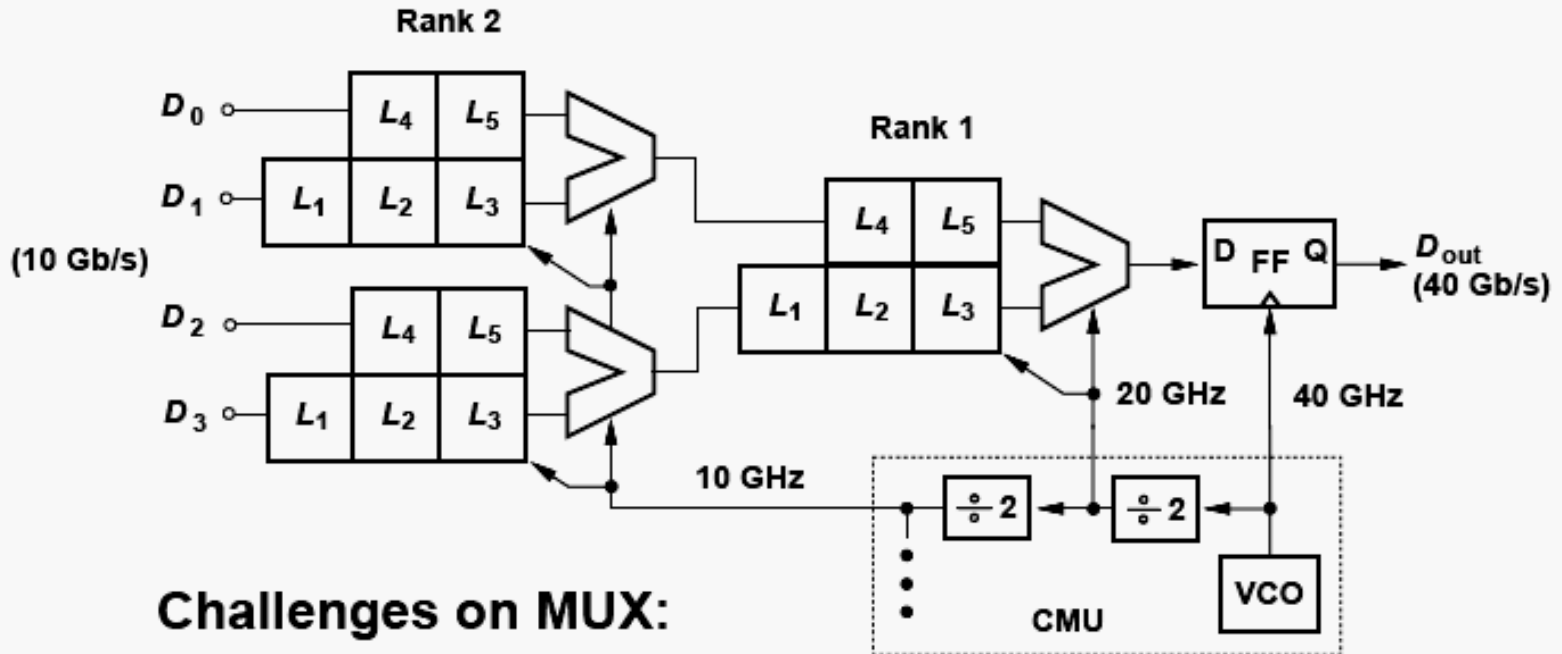 Rank 2
D0
L4 L5
D1
L1 L2 L3
(10 Gb/s)
D2
L4 L5
D3
L1 L2 L3
Rank 1
L4 L5
L1 L2 L3
D FF Q
Dout
(40 Gb/s)
20 GHz
40 GHz
10 GHz
÷ 2
÷ 2
VCO
CMU
Challenges on MUX: